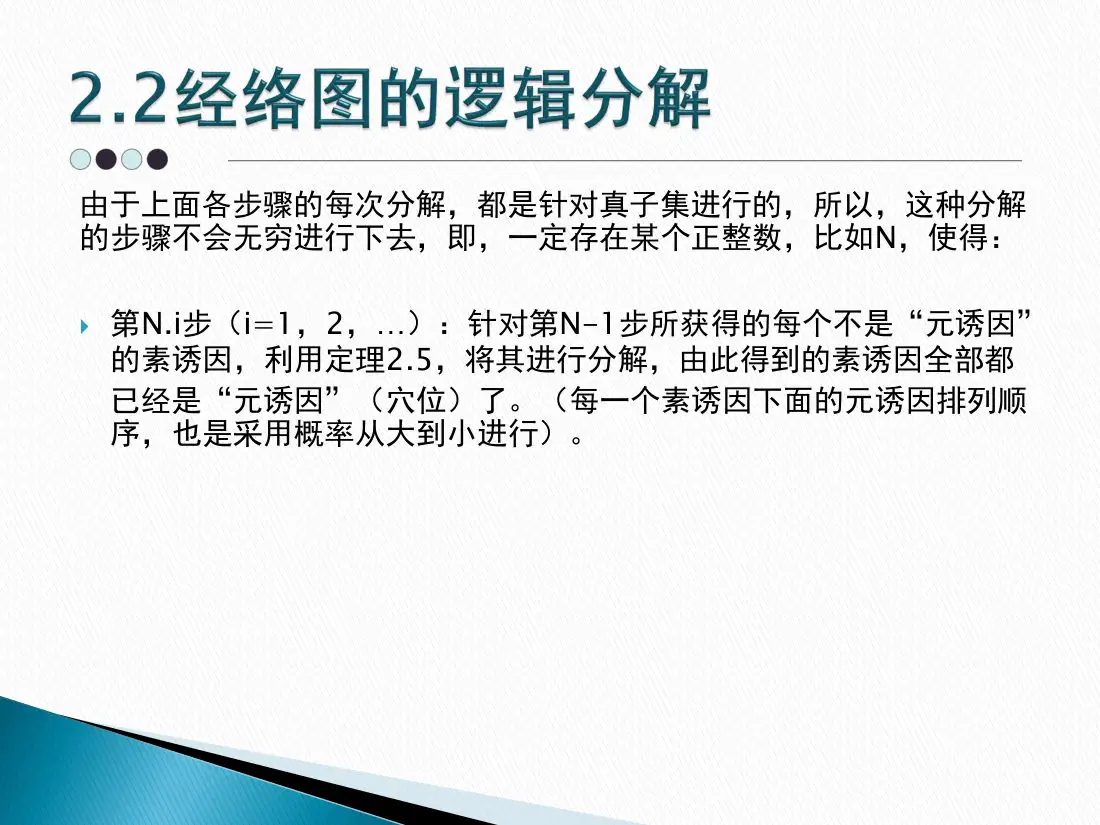 2.2经络图的逻辑分解
由于上面各步骤的每次分解，都是针对真子集进行的，所以，这种分解
的步骤不会无穷进行下去，即，一定存在某个正整数，比如N，使得：
第N.i步（i=1，2，…）：针对第N-1步所获得的每个不是“元诱因”
的素诱因，利用定理2.5，将其进行分解，由此得到的素诱因全部都
已经是“元诱因”（穴位）了。（每一个素诱因下面的元诱因排列顺
序，也是采用概率从大到小进行）。